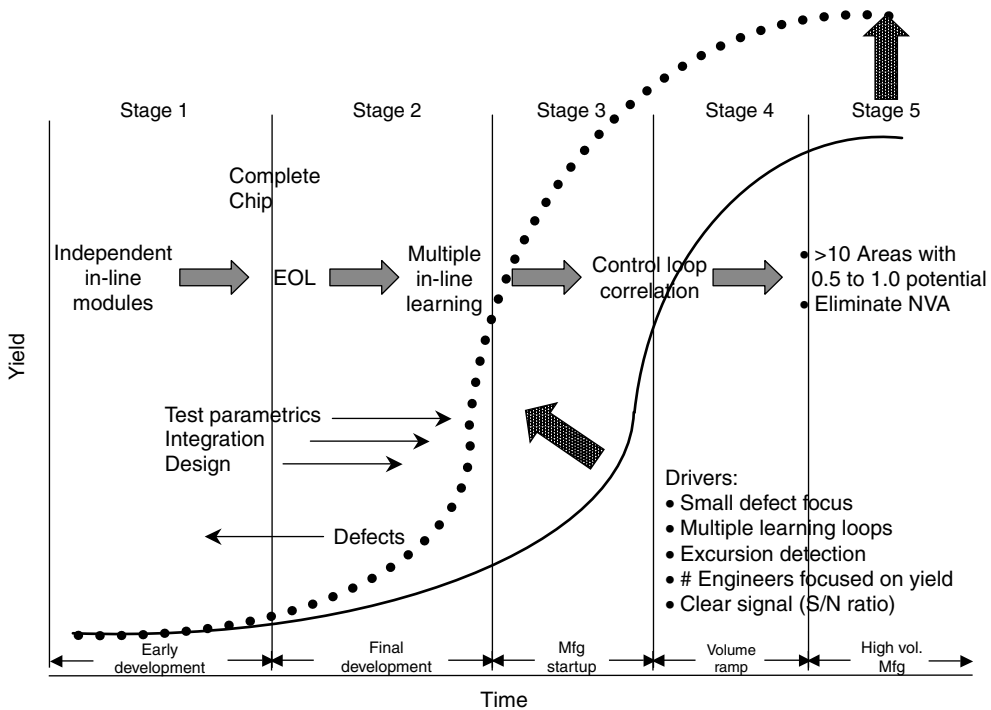 Stage 1
Stage 2
Stage 3
Stage 4
Stage 5
Complete
Chip
Independent
in-line
modules
EOL
Multiple
in-line
learning
Control loop
correlation
• >10 Areas with
0.5 to 1.0 potential
• Eliminate NVA
Yield
Test parametrics
Integration
Design
Defects
Drivers:
• Small defect focus
• Multiple learning loops
• Excursion detection
• # Engineers focused on yield
• Clear signal (S/N ratio)
Early
development
Final
development
Mfg
startup
Volume
ramp
High vol.
Mfg
Time